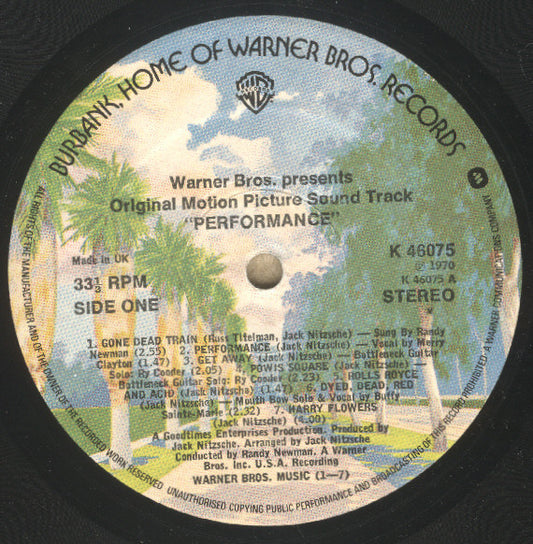 BURBANK, HOME OF WARNER BROS. RECORDS
Warner Bros. presents
Original Motion Picture Sound Track
"PERFORMANCE"
Made in UK
33⅓ RPM
SIDE ONE
K 46075
℗ 1970
K 46075 A
STEREO
1. GONE DEAD TRAIN (Russ Titelman, Jack Nitzsche) — Sung By Randy
Newman (2.55) 2. PERFORMANCE (Jack Nitzsche) — Vocal by Merry
Clayton (1.47) 3. GET AWAY (Jack Nitzsche) — Bottleneck Guitar
Solo: Ry Cooder (2.05) 4. POWIS SQUARE (Jack Nitzsche) —
Bottleneck Guitar Solo: Ry Cooder (2.23) 5. ROLLS ROYCE
AND ACID (Jack Nitzsche) (1.47) 6. DYED, DEAD, RED
(Jack Nitzsche) — Mouth Bow Solo & Vocal by Buffy
Sainte-Marie (2.32) 7. HARRY FLOWERS
(Jack Nitzsche) (4.00)
A Goodtimes Enterprises Production. Produced by
Jack Nitzsche. Arranged by Jack Nitzsche
Conducted by Randy Newman. A Warner
Bros. Inc. U.S.A. Recording
WARNER BROS. MUSIC (1—7)
ALL RIGHTS OF THE MANUFACTURER AND OF THE OWNER OF THE RECORDED WORK RESERVED UNAUTHORISED COPYING PUBLIC PERFORMANCE AND BROADCASTING OF THIS RECORD PROHIBITED · A WARNER COMMUNICATIONS COMPANY